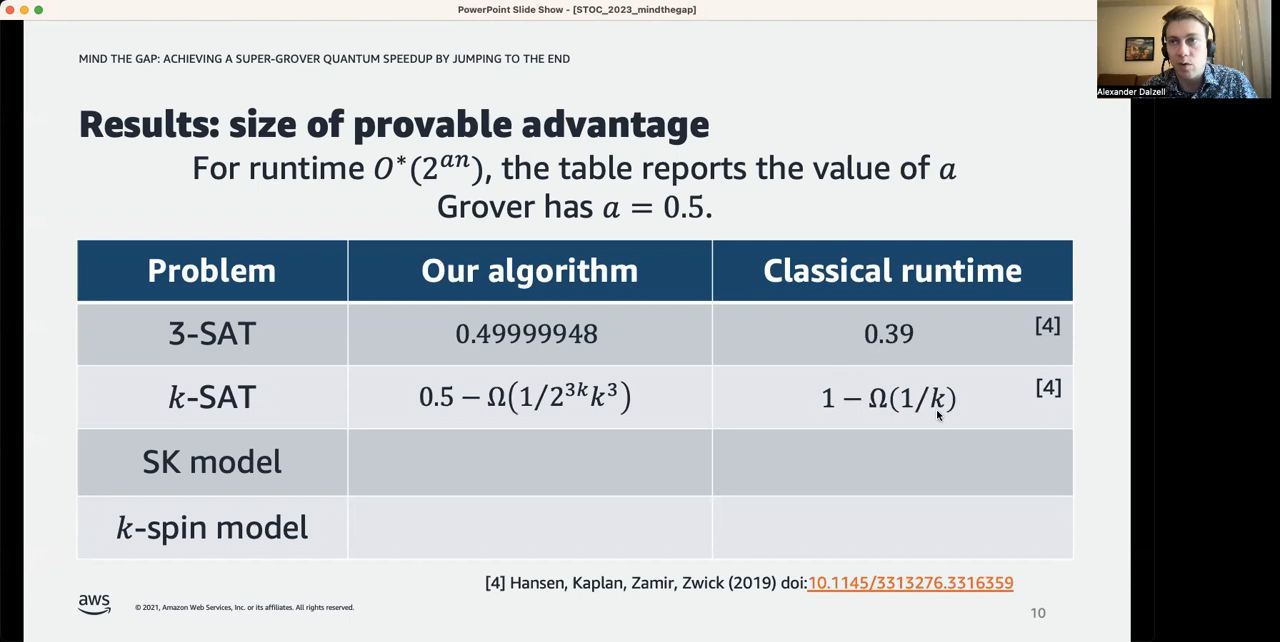 PowerPoint Slide Show - [STOC_2023_mindthegap]
Alexander Dalzell
MIND THE GAP: ACHIEVING A SUPER-GROVER QUANTUM SPEEDUP BY JUMPING TO THE END
Results: size of provable advantage
For runtime O*(2^{an}), the table reports the value of a
Grover has a = 0.5.
Problem Our algorithm Classical runtime
3-SAT 0.49999948 0.39 [4]
k-SAT 0.5 − Ω(1/2^{3k}k^3) 1 − Ω(1/k) [4]
SK model
k-spin model
[4] Hansen, Kaplan, Zamir, Zwick (2019) doi:10.1145/3313276.3316359
aws © 2021, Amazon Web Services, Inc. or its affiliates. All rights reserved. 10